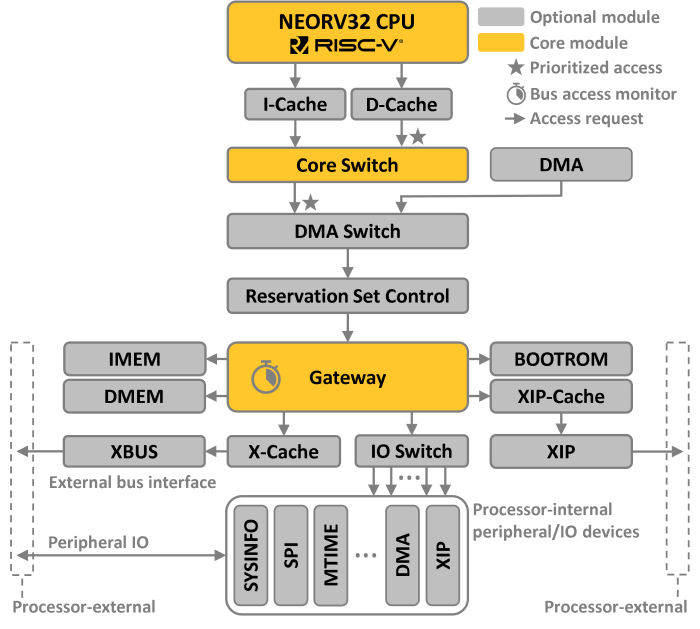 NEORV32 CPU
RISC-V®
Optional module
Core module
Prioritized access
Bus access monitor
Access request
I-Cache
D-Cache
Core Switch
DMA
DMA Switch
Reservation Set Control
IMEM
DMEM
Gateway
BOOTROM
XIP-Cache
XBUS
X-Cache
IO Switch
XIP
External bus interface
Processor-internal
peripheral/IO devices
Peripheral IO
SYSINFO
SPI
MTIME
...
DMA
XIP
...
Processor-external
Processor-external